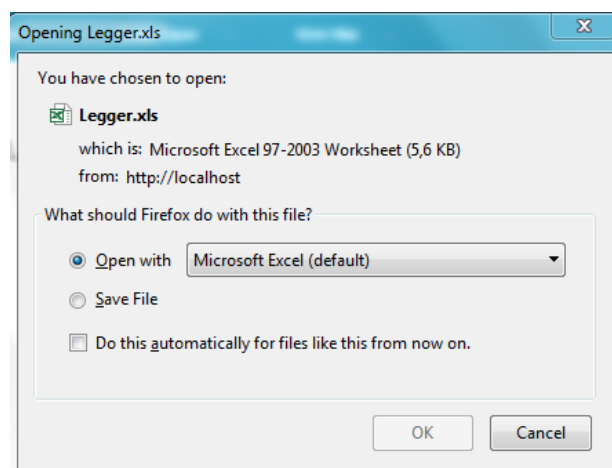 Opening Legger.xls
You have chosen to open:
Legger.xls
which is: Microsoft Excel 97-2003 Worksheet (5,6 KB)
from: http://localhost
What should Firefox do with this file?
Open with Microsoft Excel (default)
Save File
Do this automatically for files like this from now on.
OK Cancel